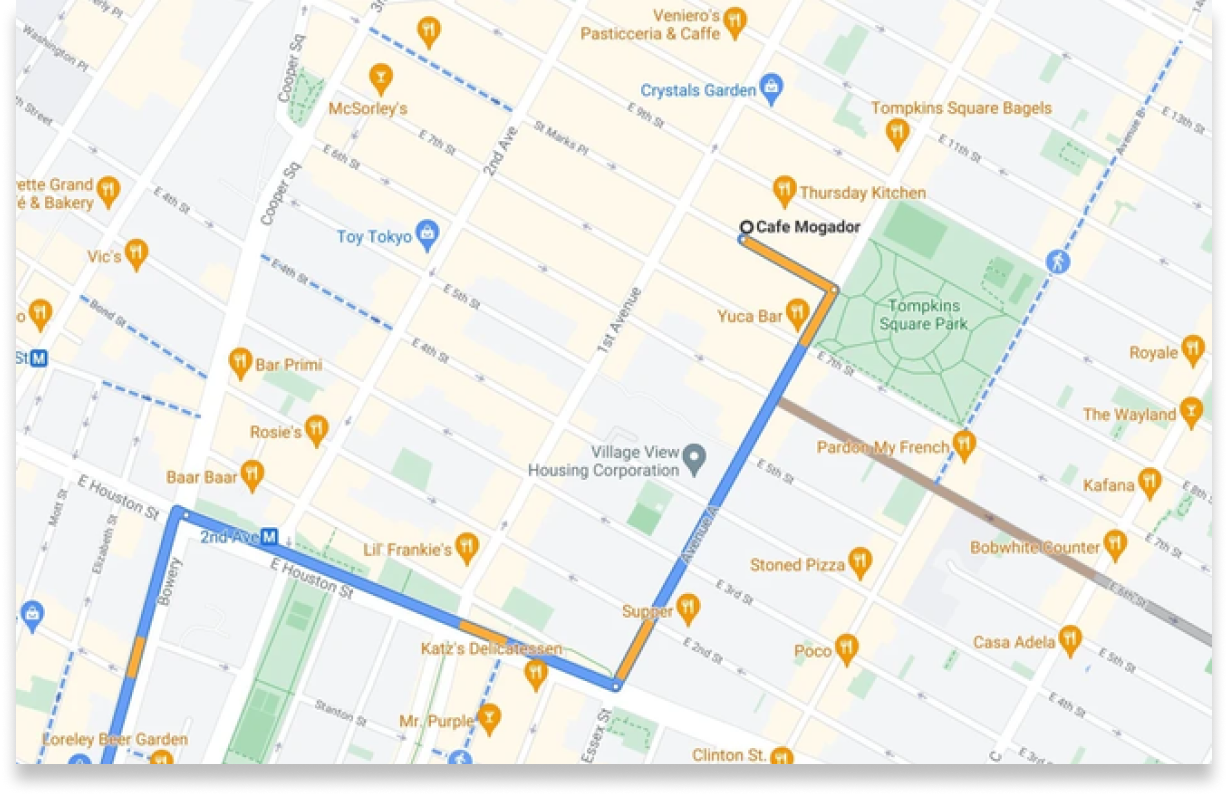 erly Pl
Washington Pl
th Street
3r
Cooper Sq
Veniero's
Pasticceria & Caffe
14
McSorley's
Crystals Garden
Tompkins Square Bagels
E 13th St
E 9th St
E 11th St
Avenue B
E 7th St
2nd Ave
St Marks Pl
E 6th St
Cooper Sq
ette Grand
é & Bakery
E 4th St
Thursday Kitchen
Cafe Mogador
Toy Tokyo
Vic's
E 4th St
E 5th St
Bond St
o
Yuca Bar
Tompkins
Square Park
1st Avenue
E 4th St
St M
Bar Primi
E 7th St
Royale
The Wayland
Rosie's
Pardon My French
Village View
Housing Corporation
E 5th St
Baar Baar
E Houston St
Mott St
Elizabeth St
Kafana
E 8th S
2nd Ave M
Avenue A
Lil' Frankie's
E 7th St
Bobwhite Counter
Stoned Pizza
E Houston St
Bowery
E 3rd St
E 6th St
Supper
Katz's Delicatessen
E 2nd St
Poco
Casa Adela
E 5th St
Stanton St
Mr. Purple
Essex St
E 4th St
Loreley Beer Garden
Clinton St.
C
E 3rd S